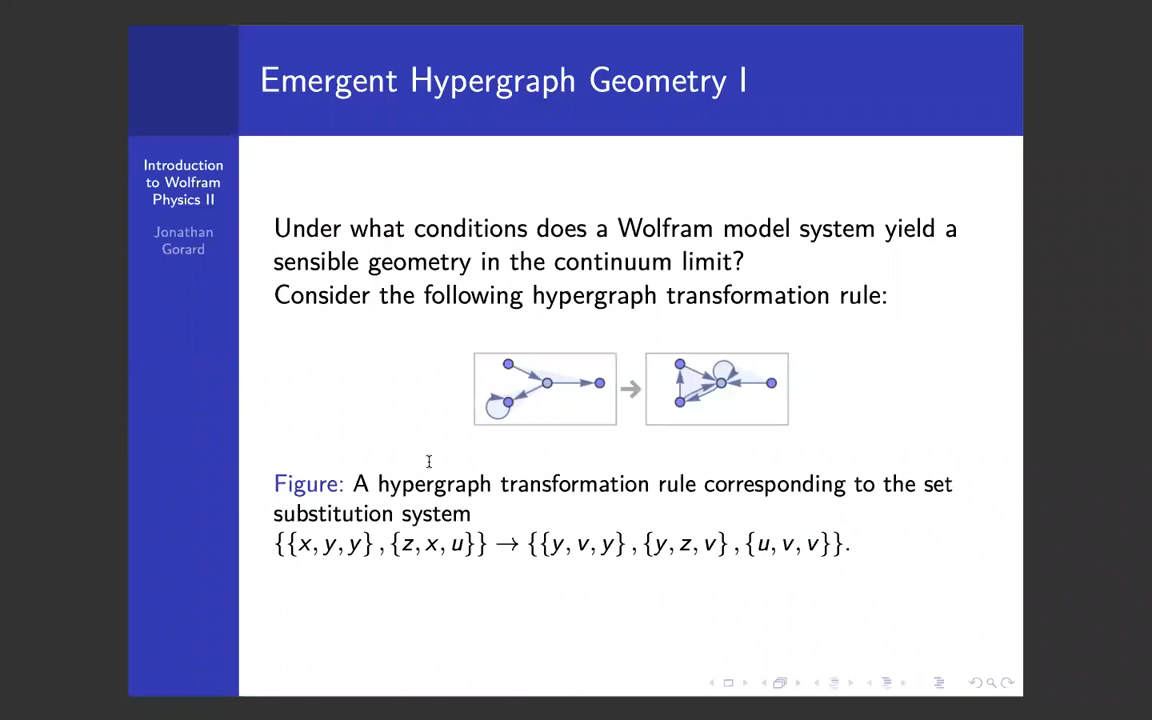 Emergent Hypergraph Geometry I
Introduction
to Wolfram
Physics II
Jonathan
Gorard
Under what conditions does a Wolfram model system yield a
sensible geometry in the continuum limit?
Consider the following hypergraph transformation rule:
Figure: A hypergraph transformation rule corresponding to the set
substitution system
{{x, y, y} , {z, x, u}} → {{y, v, y} , {y, z, v} , {u, v, v}}.